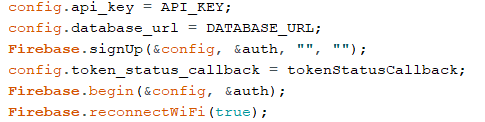 config.api_key = API_KEY;
config.database_url = DATABASE_URL;
Firebase.signUp(&config, &auth, "", "");
config.token_status_callback = tokenStatusCallback;
Firebase.begin(&config, &auth);
Firebase.reconnectWiFi(true);